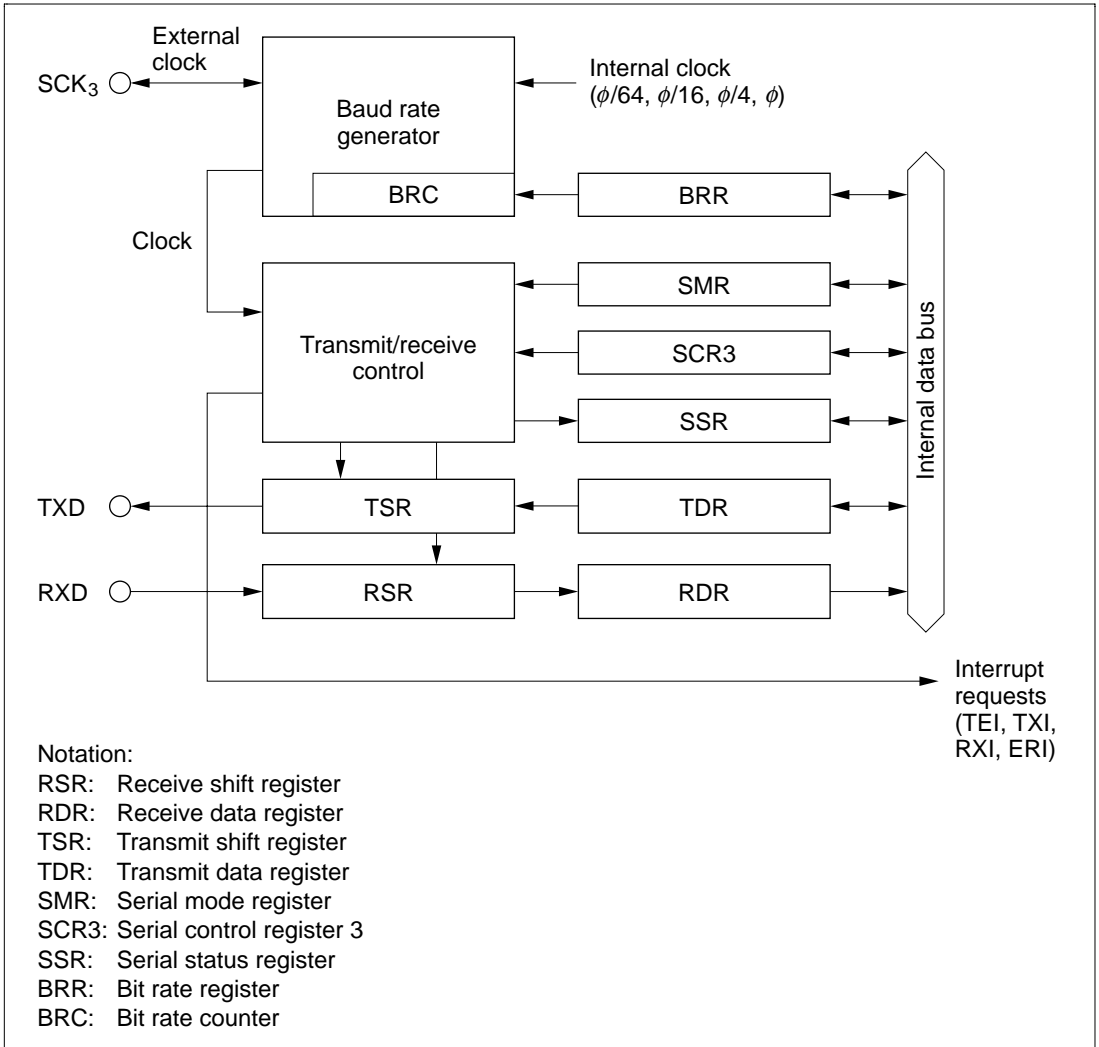 External
clock
SCK3
Internal clock
(ϕ/64, ϕ/16, ϕ/4, ϕ)
Baud rate
generator
BRC
BRR
Clock
SMR
Transmit/receive
control
SCR3
SSR
Internal data bus
TXD
TSR
TDR
RXD
RSR
RDR
Interrupt
requests
(TEI, TXI,
RXI, ERI)
Notation:
RSR: Receive shift register
RDR: Receive data register
TSR: Transmit shift register
TDR: Transmit data register
SMR: Serial mode register
SCR3: Serial control register 3
SSR: Serial status register
BRR: Bit rate register
BRC: Bit rate counter